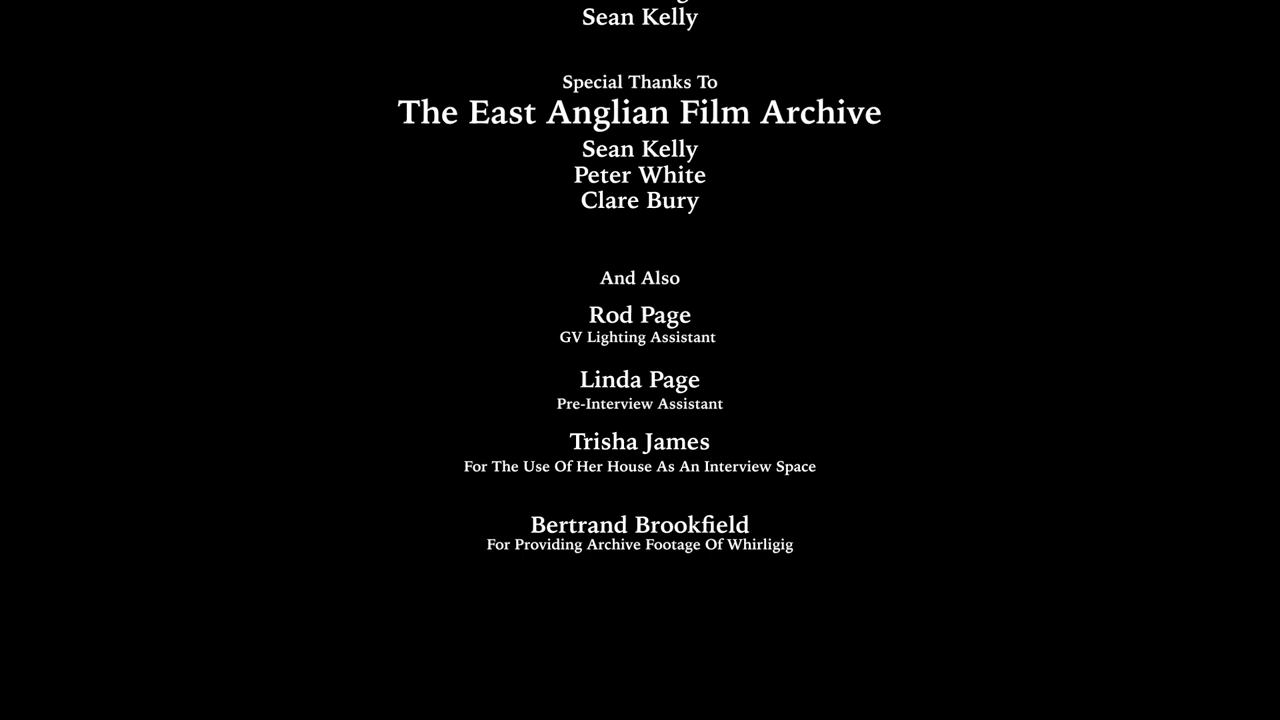 Sean Kelly
Special Thanks To
The East Anglian Film Archive
Sean Kelly
Peter White
Clare Bury
And Also
Rod Page
GV Lighting Assistant
Linda Page
Pre-Interview Assistant
Trisha James
For The Use Of Her House As An Interview Space
Bertrand Brookfield
For Providing Archive Footage Of Whirligig